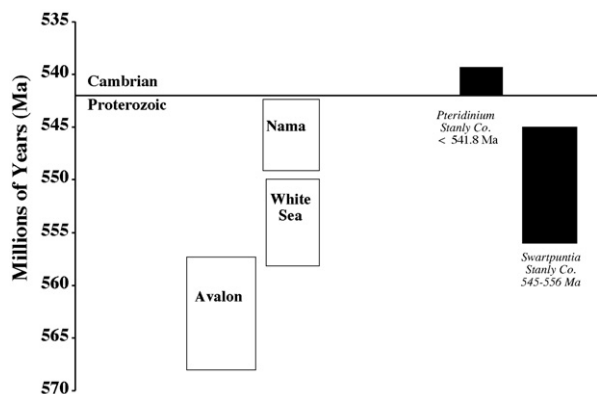 Millions of Years (Ma)
535
540
545
550
555
560
565
570
Cambrian
Proterozoic
Nama
White
Sea
Avalon
Pteridinium
Stanly Co.
< 541.8 Ma
Swartpuntia
Stanly Co.
545-556 Ma